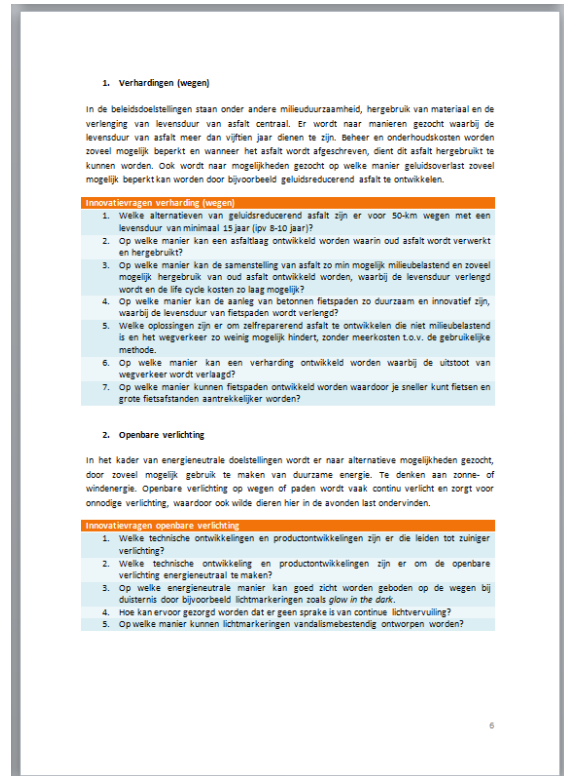 1. Verhardingen (wegen)
In de beleidsdoelstellingen staan onder andere milieuduurzaamheid, hergebruik van materiaal en de
verlenging van levensduur van asfalt centraal. Er wordt naar manieren gezocht waarbij de
levensduur van asfalt meer dan vijftien jaar dienen te zijn. Beheer en onderhoudskosten worden
zoveel mogelijk beperkt en wanneer het asfalt wordt afgeschreven, dient dit asfalt hergebruikt te
kunnen worden. Ook wordt naar mogelijkheden gezocht op welke manier geluidsoverlast zoveel
mogelijk beperkt kan worden door bijvoorbeeld geluidsreducerend asfalt te ontwikkelen.
Innovatievragen verharding (wegen)
1. Welke alternatieven van geluidsreducerend asfalt zijn er voor 50-km wegen met een
levensduur van minimaal 15 jaar (ipv 8-10 jaar)?
2. Op welke manier kan een asfaltlaag ontwikkeld worden waarin oud asfalt wordt verwerkt
en hergebruikt?
3. Op welke manier kan de samenstelling van asfalt zo min mogelijk milieubelastend en zoveel
mogelijk hergebruik van oud asfalt ontwikkeld worden, waarbij de levensduur verlengd
wordt en de life cycle kosten zo laag mogelijk?
4. Op welke manier kan de aanleg van betonnen fietspaden zo duurzaam en innovatief zijn,
waarbij de levensduur van fietspaden wordt verlengd?
5. Welke oplossingen zijn er om zelfreparerend asfalt te ontwikkelen die niet milieubelastend
is en het wegverkeer zo weinig mogelijk hindert, zonder meerkosten t.o.v. de gebruikelijke
methode.
6. Op welke manier kan een verharding ontwikkeld worden waarbij de uitstoot van
wegverkeer wordt verlaagd?
7. Op welke manier kunnen fietspaden ontwikkeld worden waardoor je sneller kunt fietsen en
grote fietsafstanden aantrekkelijker worden?
2. Openbare verlichting
In het kader van energieneutrale doelstellingen wordt er naar alternatieve mogelijkheden gezocht,
door zoveel mogelijk gebruik te maken van duurzame energie. Te denken aan zonne- of
windenergie. Openbare verlichting op wegen of paden wordt vaak continu verlicht en zorgt voor
onnodige verlichting, waardoor ook wilde dieren hier in de avonden last ondervinden.
Innovatievragen openbare verlichting
1. Welke technische ontwikkelingen en productontwikkelingen zijn er die leiden tot zuiniger
verlichting?
2. Welke technische ontwikkeling en productontwikkelingen zijn er om de openbare
verlichting energieneutraal te maken?
3. Op welke energieneutrale manier kan goed zicht worden geboden op de wegen bij
duisternis door bijvoorbeeld lichtmarkeringen zoals glow in the dark.
4. Hoe kan ervoor gezorgd worden dat er geen sprake is van continue lichtvervuiling?
5. Op welke manier kunnen lichtmarkeringen vandalismebestendig ontworpen worden?
6